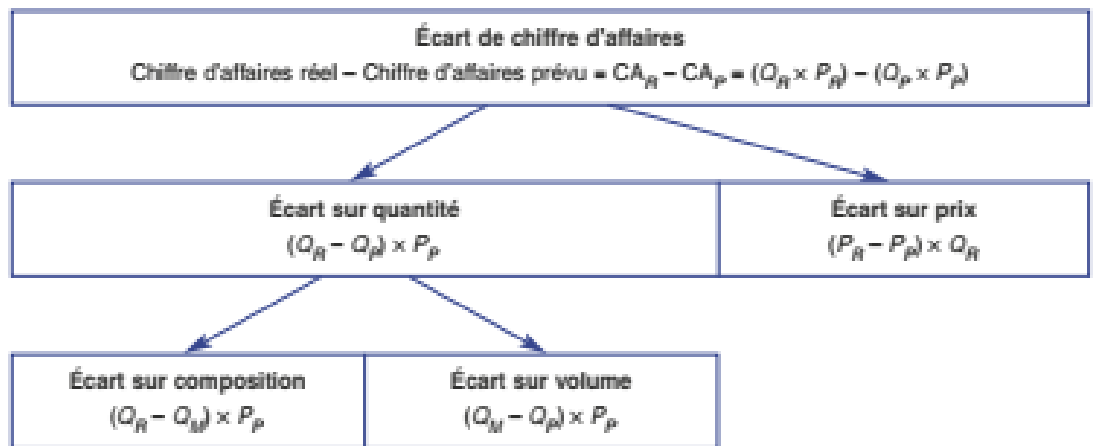 Écart de chiffre d'affaires
Chiffre d'affaires réel – Chiffre d'affaires prévu = CA_R – CA_P = (Q_R × P_R) – (Q_P × P_P)
Écart sur quantité
(Q_R – Q_P) × P_P
Écart sur prix
(P_R – P_P) × Q_R
Écart sur composition
(Q_R – Q_M) × P_P
Écart sur volume
(Q_M – Q_P) × P_P